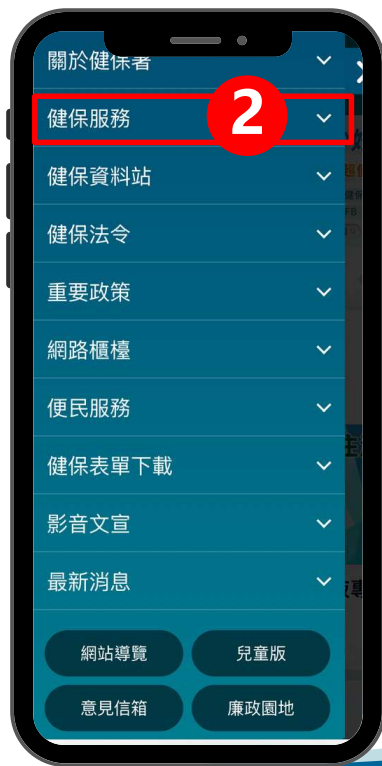 關於健保署
健保服務
2
健保資料站
健保法令
重要政策
網路櫃檯
便民服務
健保表單下載
影音文宣
最新消息
網站導覽
兒童版
意見信箱
廉政園地